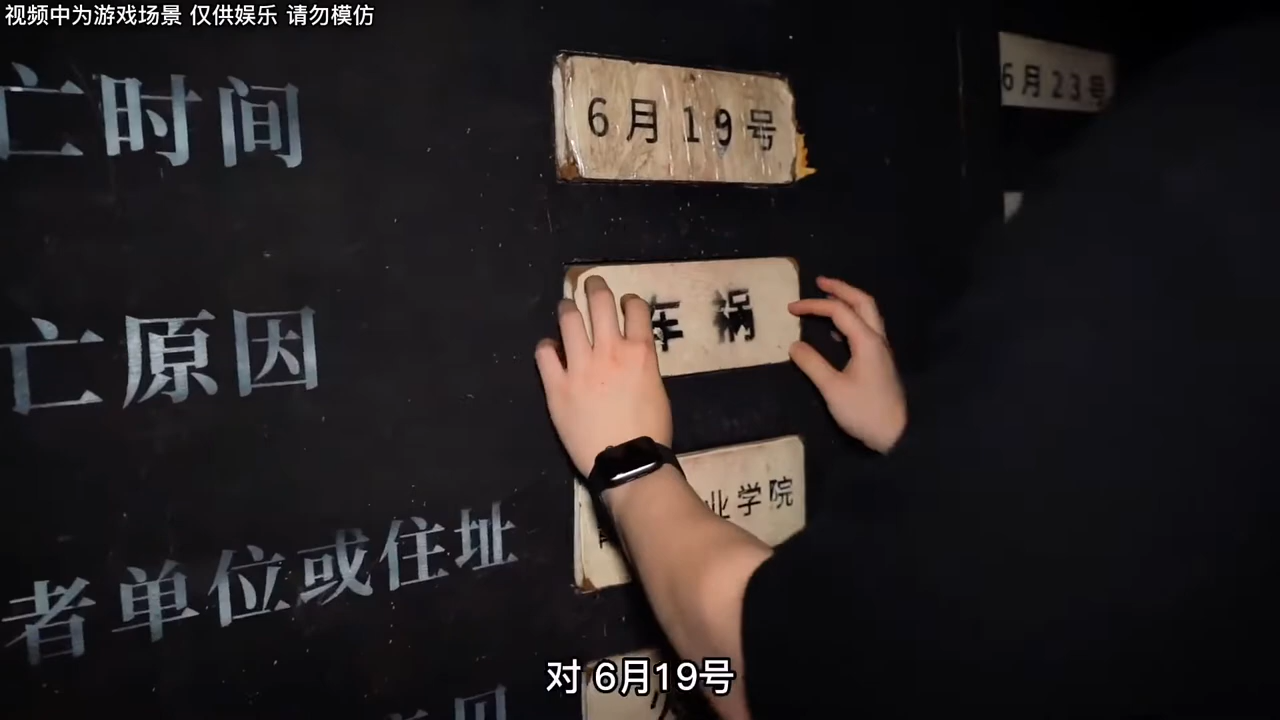 视频中为游戏场景 仅供娱乐 请勿模仿
亡时间
6月19号
6月23号
亡原因
车祸
业学院
者单位或住址
对 6月19号